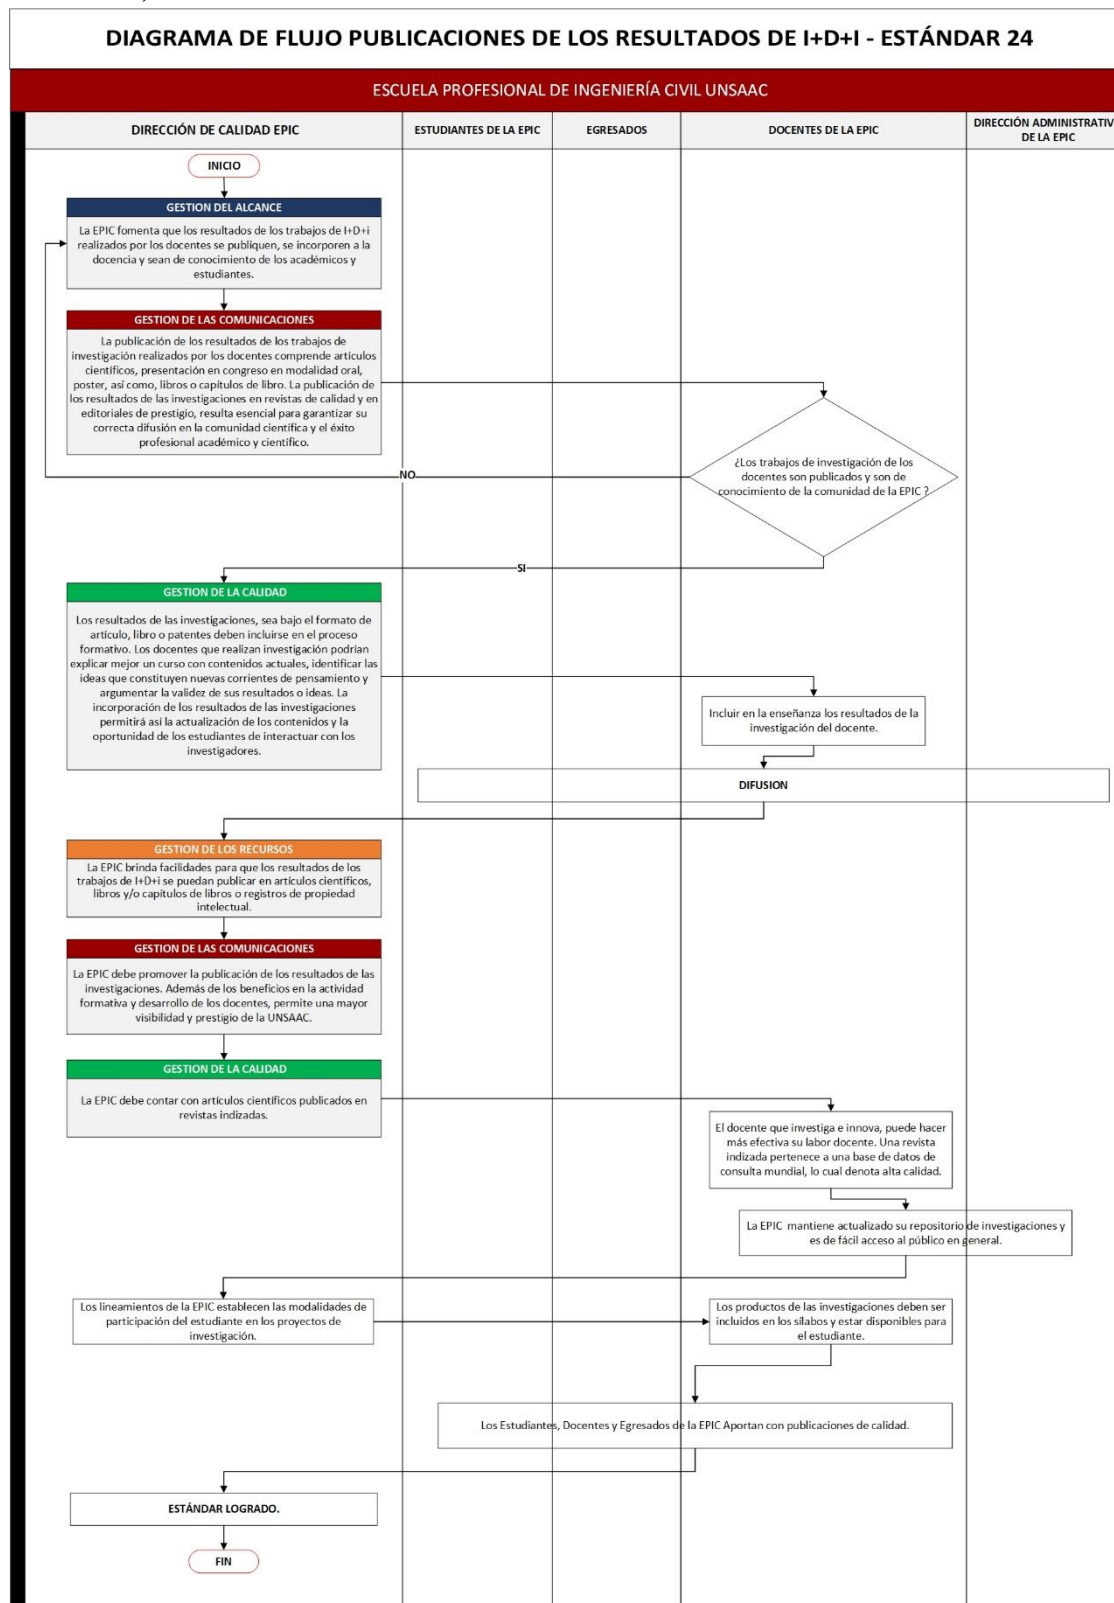 DIAGRAMA DE FLUJO PUBLICACIONES DE LOS RESULTADOS DE I+D+I - ESTÁNDAR 24
ESCUELA PROFESIONAL DE INGENIERÍA CIVIL UNSAAC
DIRECCIÓN DE CALIDAD EPIC
ESTUDIANTES DE LA EPIC
EGRESADOS
DOCENTES DE LA EPIC
DIRECCIÓN ADMINISTRATIV
DE LA EPIC
INICIO
GESTION DEL ALCANCE
La EPIC fomenta que los resultados de los trabajos de I+D+i
realizados por los docentes se publiquen, se incorporen a la
docencia y sean de conocimiento de los académicos y
estudiantes.
GESTION DE LAS COMUNICACIONES
La publicación de los resultados de los trabajos de
investigación realizados por los docentes comprende artículos
científicos, presentación en congreso en modalidad oral,
poster, así como, libros o capítulos de libro. La publicación de
los resultados de las investigaciones en revistas de calidad y en
editoriales de prestigio, resulta esencial para garantizar su
correcta difusión en la comunidad científica y el éxito
profesional académico y científico.
¿Los trabajos de investigación de los
docentes son publicados y son de
conocimiento de la comunidad de la EPIC ?
NO
SI
GESTION DE LA CALIDAD
Los resultados de las investigaciones, sea bajo el formato de
artículo, libro o patentes deben incluirse en el proceso
formativo. Los docentes que realizan investigación podrían
explicar mejor un curso con contenidos actuales, identificar las
ideas que constituyen nuevas corrientes de pensamiento y
argumentar la validez de sus resultados o ideas. La
incorporación de los resultados de las investigaciones
permitirá así la actualización de los contenidos y la
oportunidad de los estudiantes de interactuar con los
investigadores.
Incluir en la enseñanza los resultados de la
investigación del docente.
DIFUSION
GESTION DE LOS RECURSOS
La EPIC brinda facilidades para que los resultados de los
trabajos de I+D+i se puedan publicar en artículos científicos,
libros y/o capítulos de libros o registros de propiedad
intelectual.
GESTION DE LAS COMUNICACIONES
La EPIC debe promover la publicación de los resultados de las
investigaciones. Además de los beneficios en la actividad
formativa y desarrollo de los docentes, permite una mayor
visibilidad y prestigio de la UNSAAC.
GESTION DE LA CALIDAD
La EPIC debe contar con artículos científicos publicados en
revistas indizadas.
El docente que investiga e innova, puede hacer
más efectiva su labor docente. Una revista
indizada pertenece a una base de datos de
consulta mundial, lo cual denota alta calidad.
La EPIC mantiene actualizado su repositorio de investigaciones y
es de fácil acceso al público en general.
Los lineamientos de la EPIC establecen las modalidades de
participación del estudiante en los proyectos de
investigación.
Los productos de las investigaciones deben ser
incluidos en los sílabos y estar disponibles para
el estudiante.
Los Estudiantes, Docentes y Egresados de la EPIC Aportan con publicaciones de calidad.
ESTÁNDAR LOGRADO.
FIN